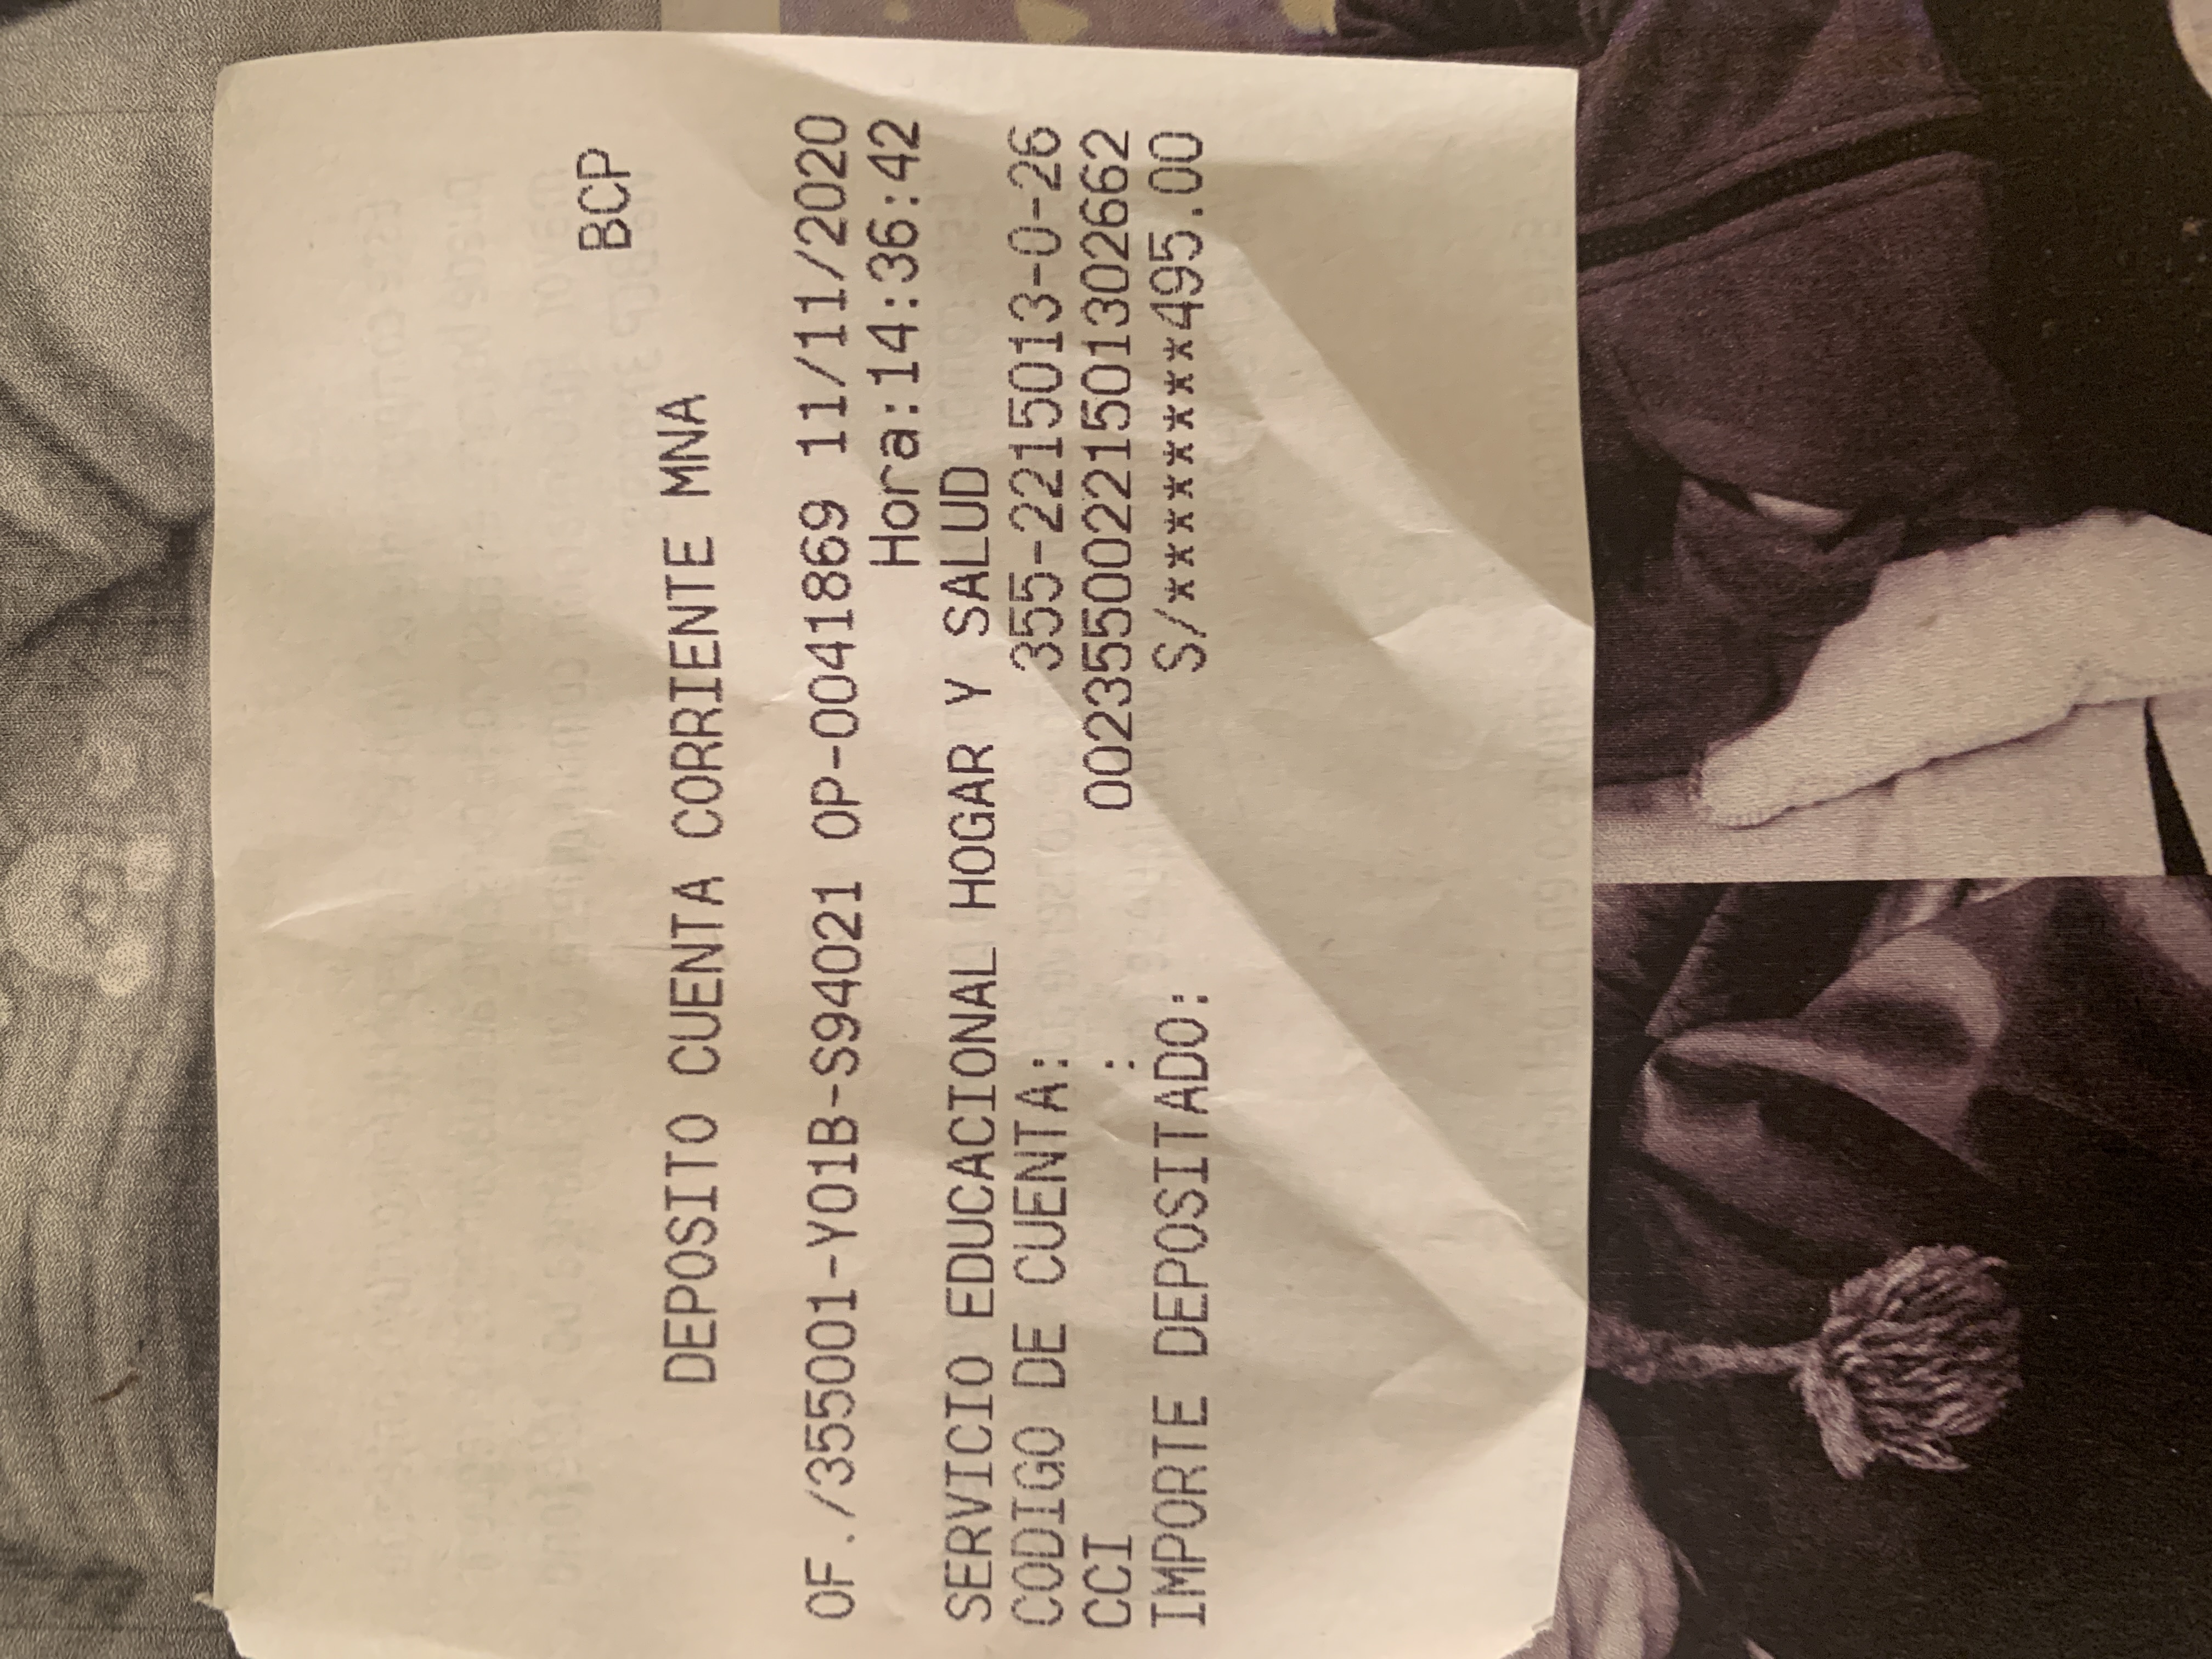 BCP
DEPOSITO CUENTA CORRIENTE MNA
OF./355001-Y01B-S94021 OP-0041869 11/11/2020
Hora:14:36:42
SERVICIO EDUCACIONAL HOGAR Y SALUD
CODIGO DE CUENTA: 355-2215013-0-26
CCI : 00235500221501302662
IMPORTE DEPOSITADO: S/*******495.00